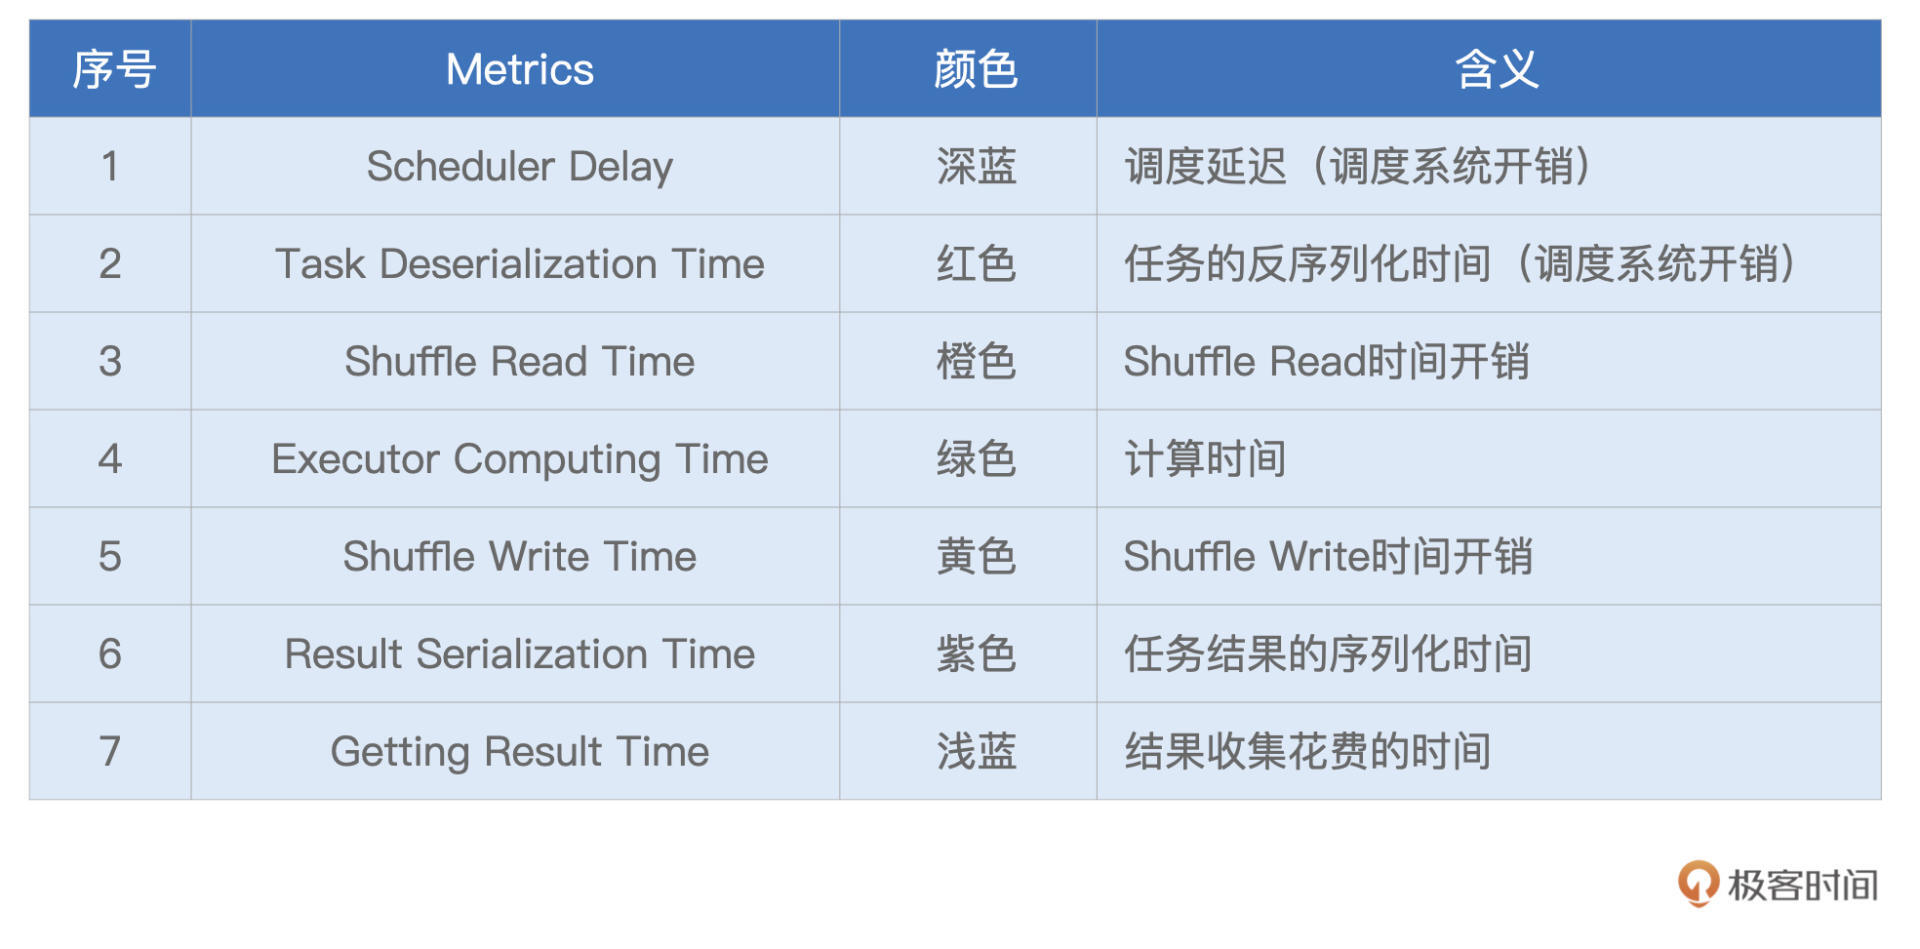 序号 Metrics 颜色 含义
1 Scheduler Delay 深蓝 调度延迟（调度系统开销）
2 Task Deserialization Time 红色 任务的反序列化时间（调度系统开销）
3 Shuffle Read Time 橙色 Shuffle Read时间开销
4 Executor Computing Time 绿色 计算时间
5 Shuffle Write Time 黄色 Shuffle Write时间开销
6 Result Serialization Time 紫色 任务结果的序列化时间
7 Getting Result Time 浅蓝 结果收集花费的时间
极客时间